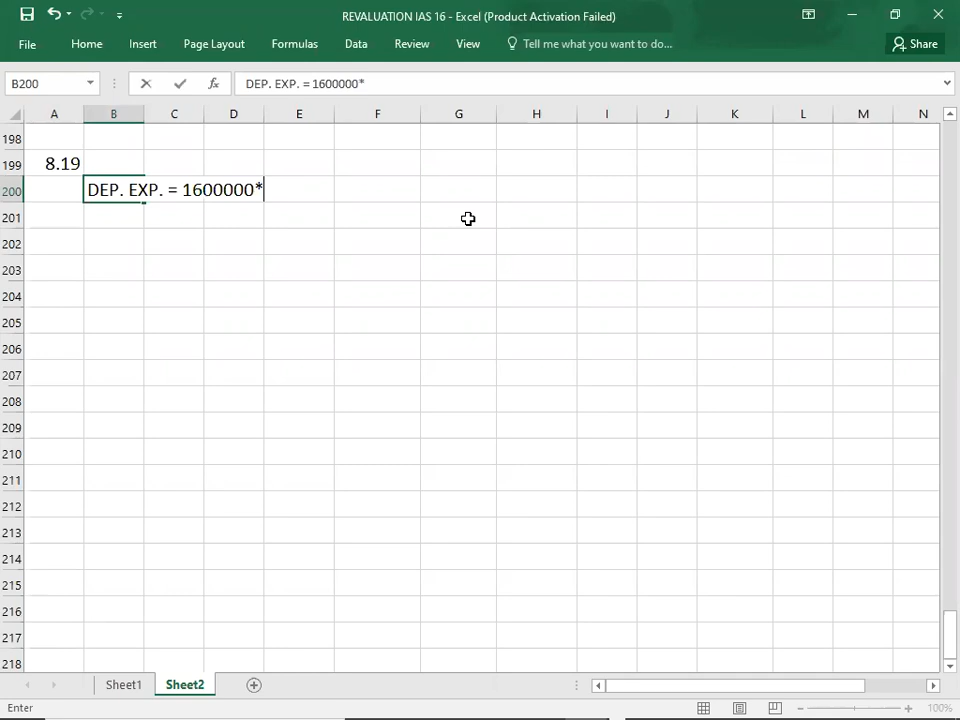 REVALUATION IAS 16 - Excel (Product Activation Failed)
File Home Insert Page Layout Formulas Data Review View Tell me what you want to do... Share
B200 fx DEP. EXP. = 1600000*
A B C D E F G H I J K L M N
198
199 8.19
200 DEP. EXP. = 1600000*
201
202
203
204
205
206
207
208
209
210
211
212
213
214
215
216
217
218
Sheet1 Sheet2
Enter 100%